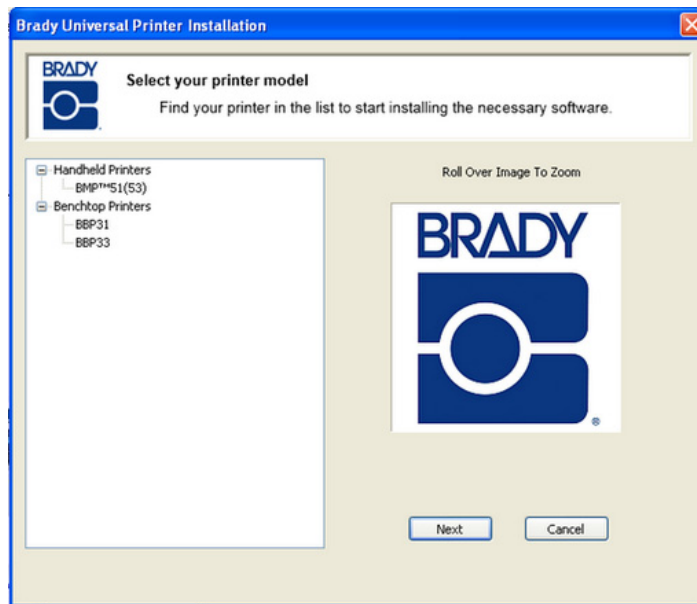 Brady Universal Printer Installation
BRADY
Select your printer model
Find your printer in the list to start installing the necessary software.
Handheld Printers
BMP™51(53)
Benchtop Printers
BBP31
BBP33
Roll Over Image To Zoom
BRADY
®
Next
Cancel